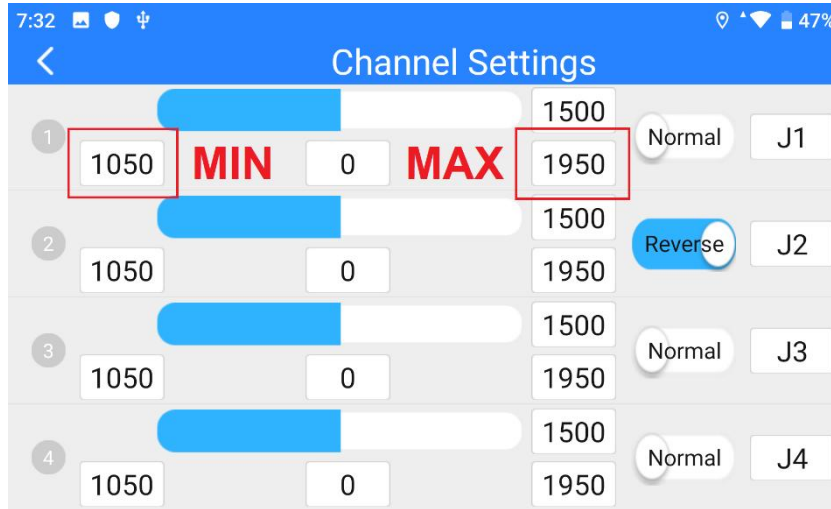 7:32 47%
Channel Settings
1 1500 Normal J1
1050 MIN 0 MAX 1950
2 1500 Reverse J2
1050 0 1950
3 1500 Normal J3
1050 0 1950
4 1500 Normal J4
1050 0 1950